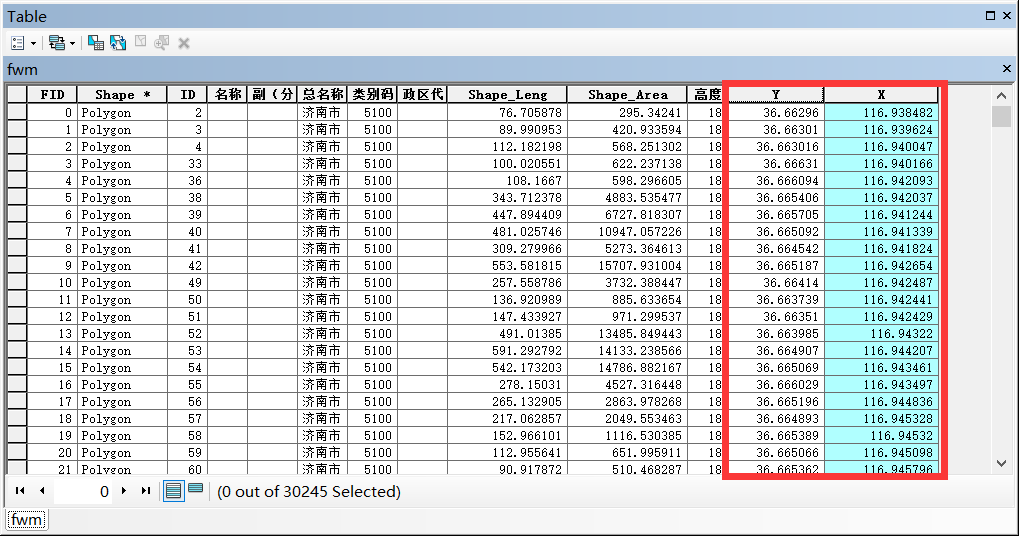 Table
fwm
FID Shape * ID 名称 副（分 总名称 类别码 政区代 Shape_Leng Shape_Area 高度 Y X
0 Polygon 2 济南市 5100 76.705878 295.34241 18 36.66296 116.938482
1 Polygon 3 济南市 5100 89.990953 420.933594 18 36.66301 116.939624
2 Polygon 4 济南市 5100 112.182198 568.251302 18 36.663016 116.940047
3 Polygon 33 济南市 5100 100.020551 622.237138 18 36.66631 116.940166
4 Polygon 36 济南市 5100 108.1667 598.296605 18 36.666094 116.942093
5 Polygon 38 济南市 5100 343.712378 4883.535477 18 36.665406 116.942037
6 Polygon 39 济南市 5100 447.894409 6727.818307 18 36.665705 116.941244
7 Polygon 40 济南市 5100 481.025746 10947.057226 18 36.665092 116.941339
8 Polygon 41 济南市 5100 309.279966 5273.364613 18 36.664542 116.941824
9 Polygon 42 济南市 5100 553.581815 15707.931004 18 36.665187 116.942654
10 Polygon 49 济南市 5100 257.558786 3732.388447 18 36.66414 116.942487
11 Polygon 50 济南市 5100 136.920989 885.633654 18 36.663739 116.942441
12 Polygon 51 济南市 5100 147.433927 971.299537 18 36.66351 116.942429
13 Polygon 52 济南市 5100 491.01385 13485.849443 18 36.663985 116.94322
14 Polygon 53 济南市 5100 591.292792 14133.238566 18 36.664907 116.944207
15 Polygon 54 济南市 5100 542.173203 14786.882167 18 36.665069 116.943461
16 Polygon 55 济南市 5100 278.15031 4527.316448 18 36.666029 116.943497
17 Polygon 56 济南市 5100 265.132905 2863.978268 18 36.665196 116.944836
18 Polygon 57 济南市 5100 217.062857 2049.553463 18 36.664893 116.945328
19 Polygon 58 济南市 5100 152.966101 1116.530385 18 36.665389 116.94532
20 Polygon 59 济南市 5100 112.955641 651.995911 18 36.665066 116.945098
21 Polygon 60 济南市 5100 90.917872 510.468287 18 36.665362 116.945796
0 (0 out of 30245 Selected)
fwm